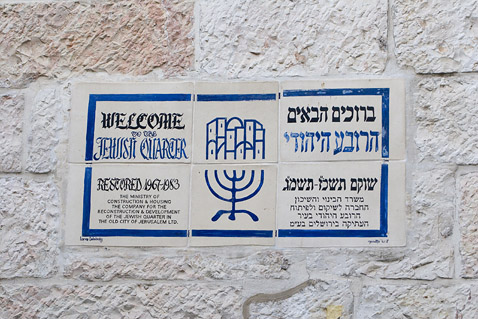 WELCOME
TO THE
JEWISH QUARTER
RESTORED 1967-1983
THE MINISTRY OF
CONSTRUCTION & HOUSING
THE COMPANY FOR THE
RECONSTRUCTION & DEVELOPMENT
OF THE JEWISH QUARTER IN
THE OLD CITY OF JERUSALEM LTD.
ברוכים הבאים
הרובע היהודי
שוקם תשכ״ז-תשמ״ג
משרד הבינוי והשיכון
החברה לשיקום ולפיתוח
הרובע היהודי בעיר
העתיקה בירושלים בע״מ